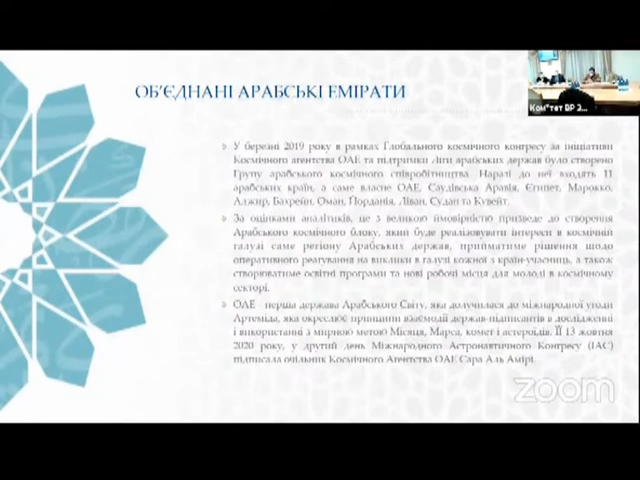 ОБ'ЄДНАНІ АРАБСЬКІ ЕМІРАТИ
Ком*тет ВР З...
У березні 2019 року в рамках Глобального космічного конгресу за ініціативи
Космічного агентства ОАЕ та підтримки Ліги арабських держав було створено
Групу арабського космічного співробітництва. Наразі до неї входять 11
арабських країн, а саме власне ОАЕ, Саудівська Аравія, Єгипет, Марокко,
Алжир, Бахрейн, Оман, Йорданія, Ліван, Судан та Кувейт.
За оцінками аналітиків, це з великою ймовірністю призведе до створення
Арабського космічного блоку, який буде реалізовувати інтереси в космічній
галузі саме регіону Арабських держав, прийматиме рішення щодо
оперативного реагування на виклики в галузі кожної з країн-учасниць, а також
створюватиме освітні програми та нові робочі місця для молоді в космічному
секторі.
ОАЕ перша держава Арабського Світу, яка долучилася до міжнародної угоди
Артеміда, яка окреслює принципи взаємодії держав-підписантів в дослідженні
і використанні з мирною метою Місяця, Марса, комет і астероїдів. ЇЇ 13 жовтня
2020 року, у другий день Міжнародного Астронавтичного Конгресу (IAC)
підписала очільник Космічного Агентства ОАЕ Сара Аль Амірі.
zoom